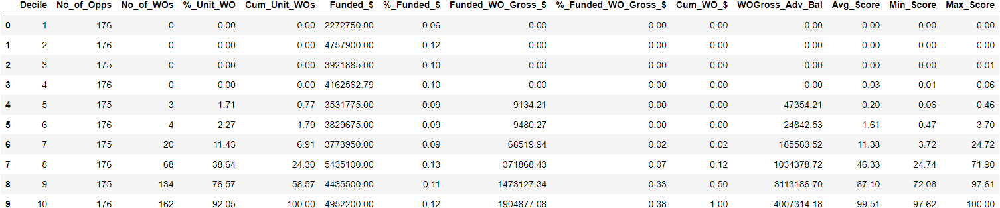 Decile No_of_Opps No_of_WOs %_Unit_WO Cum_Unit_WOs Funded_$ %_Funded_$ Funded_WO_Gross_$ %_Funded_WO_Gross_$ Cum_WO_$ WOGross_Adv_Bal Avg_Score Min_Score Max_Score
0 1 176 0 0.00 0.00 2272750.00 0.06 0.00 0.00 0.00 0.00 0.00 0.00 0.00
1 2 176 0 0.00 0.00 4757900.00 0.12 0.00 0.00 0.00 0.00 0.00 0.00 0.00
2 3 175 0 0.00 0.00 3921885.00 0.10 0.00 0.00 0.00 0.00 0.00 0.00 0.01
3 4 176 0 0.00 0.00 4162562.79 0.10 0.00 0.00 0.00 0.00 0.03 0.01 0.06
4 5 175 3 1.71 0.77 3531775.00 0.09 9134.21 0.00 0.00 47354.21 0.20 0.06 0.46
5 6 176 4 2.27 1.79 3829675.00 0.09 9480.27 0.00 0.00 24842.53 1.61 0.47 3.70
6 7 175 20 11.43 6.91 3773950.00 0.09 68519.94 0.02 0.02 185583.52 11.38 3.72 24.72
7 8 176 68 38.64 24.30 5435100.00 0.13 371868.43 0.07 0.12 1034378.72 46.33 24.74 71.90
8 9 175 134 76.57 58.57 4435500.00 0.11 1473127.34 0.33 0.50 3113186.70 87.10 72.08 97.61
9 10 176 162 92.05 100.00 4952200.00 0.12 1904877.08 0.38 1.00 4007314.18 99.51 97.62 100.00